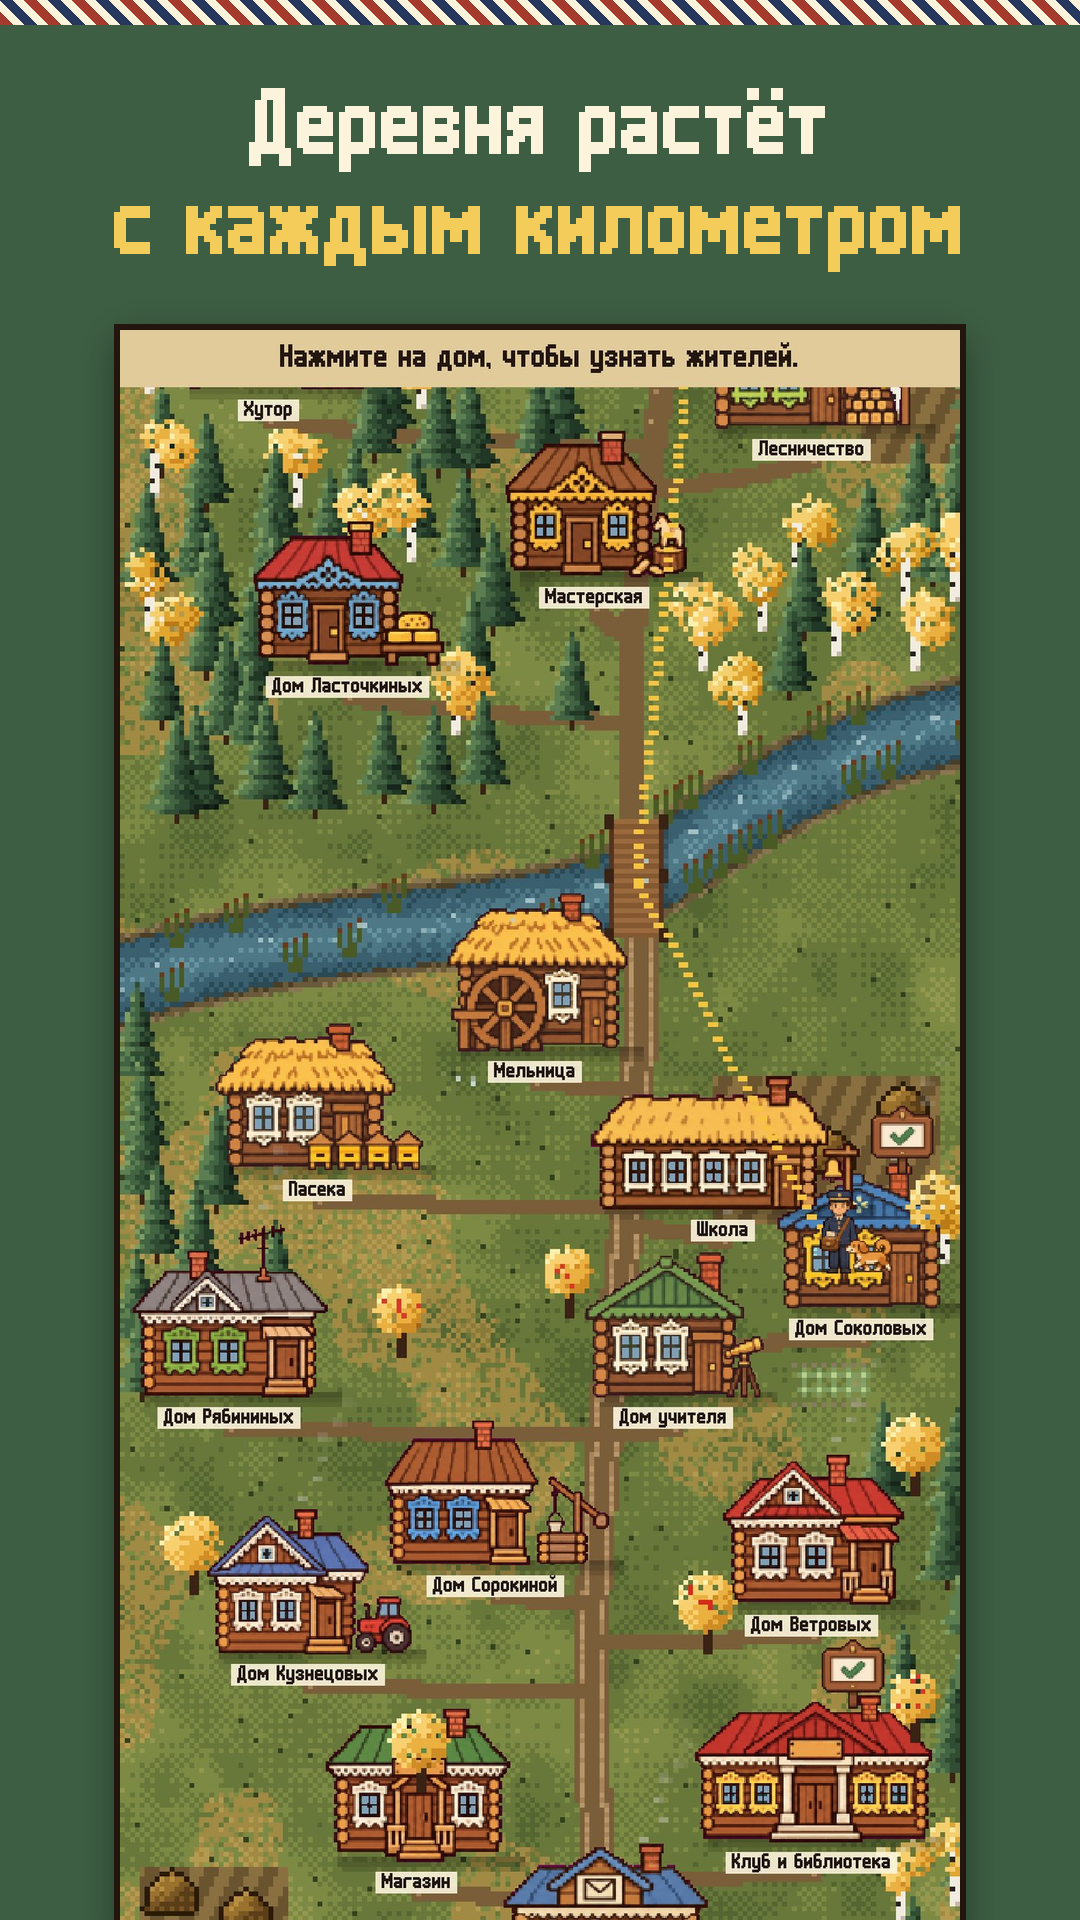 Деревня растёт
с каждым километром
Нажмите на дом, чтобы узнать жителей.
Хутор
Лесничество
Мастерская
Дом Ласточкиных
Мельница
Пасека
Школа
Дом Соколовых
Дом Рябининых
Дом учителя
Дом Сорокиной
Дом Ветровых
Дом Кузнецовых
Клуб и библиотека
Магазин